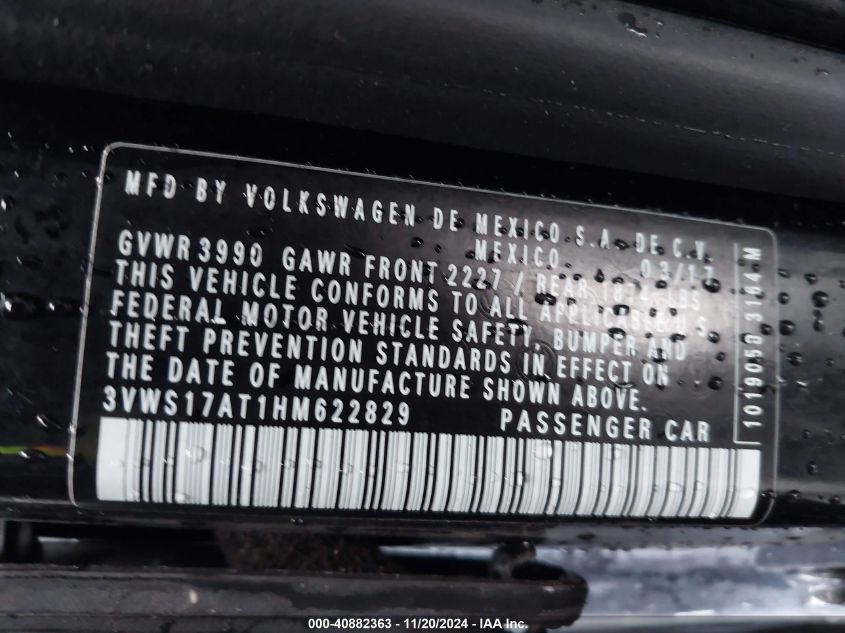 MFD BY VOLKSWAGEN DE MEXICO S.A. DE C.V.
MEXICO 03/17
GVWR 3990 GAWR FRONT 2227 / REAR LBS
THIS VEHICLE CONFORMS TO ALL
FEDERAL MOTOR VEHICLE SAFETY, BUMPER AND
THEFT PREVENTION STANDARDS IN EFFECT ON
THE DATE OF MANUFACTURE SHOWN ABOVE.
3VWS17AT1HM622829 PASSENGER CAR
000-40882363 - 11/20/2024 - IAA Inc.